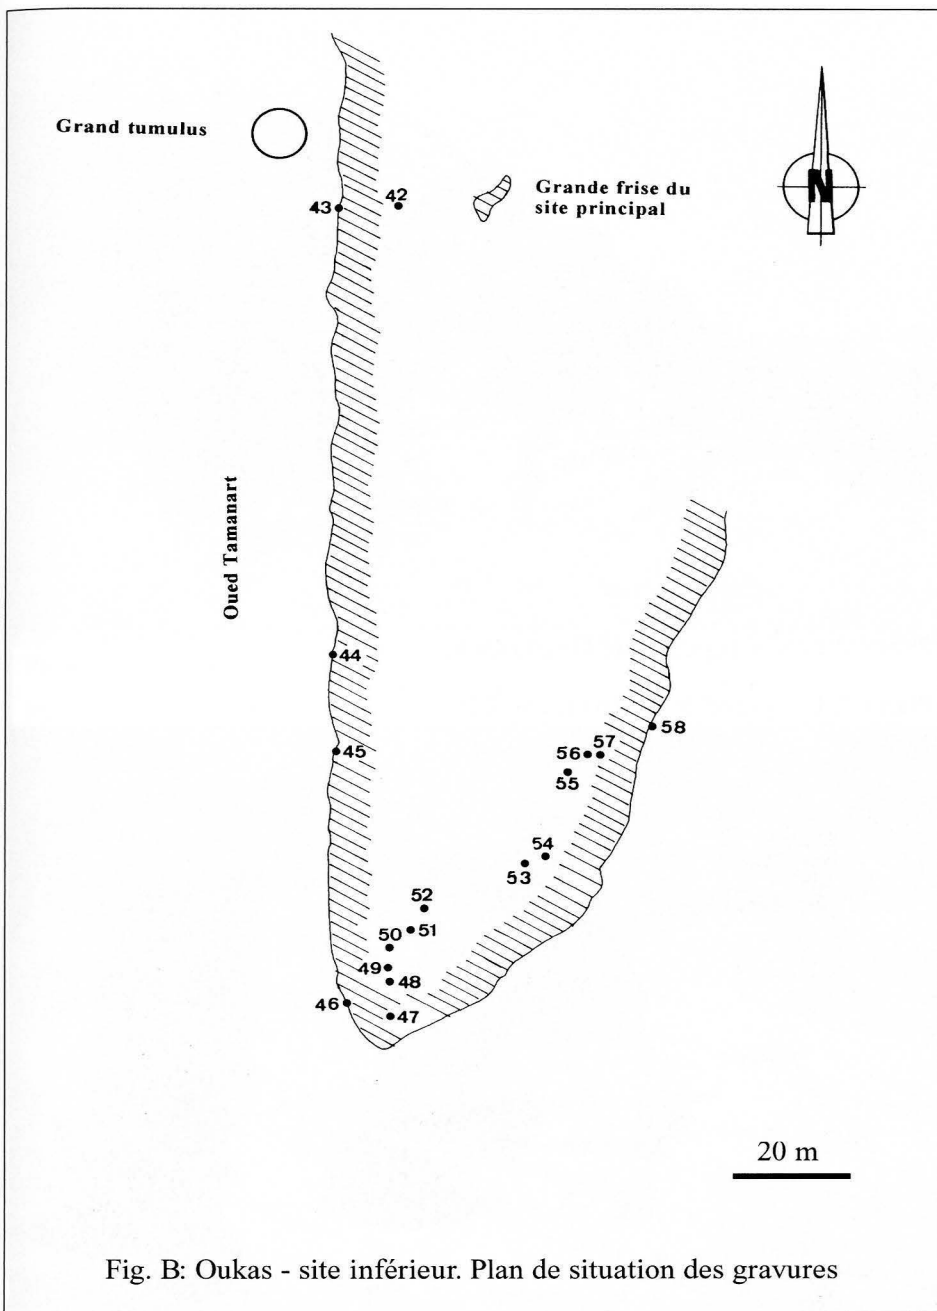 Grand tumulus
N
Grande frise du
site principal
43
42
Oued Tamanart
44
45
58
56
57
55
54
53
52
51
50
49
48
46
47
20 m
Fig. B: Oukas - site inférieur. Plan de situation des gravures